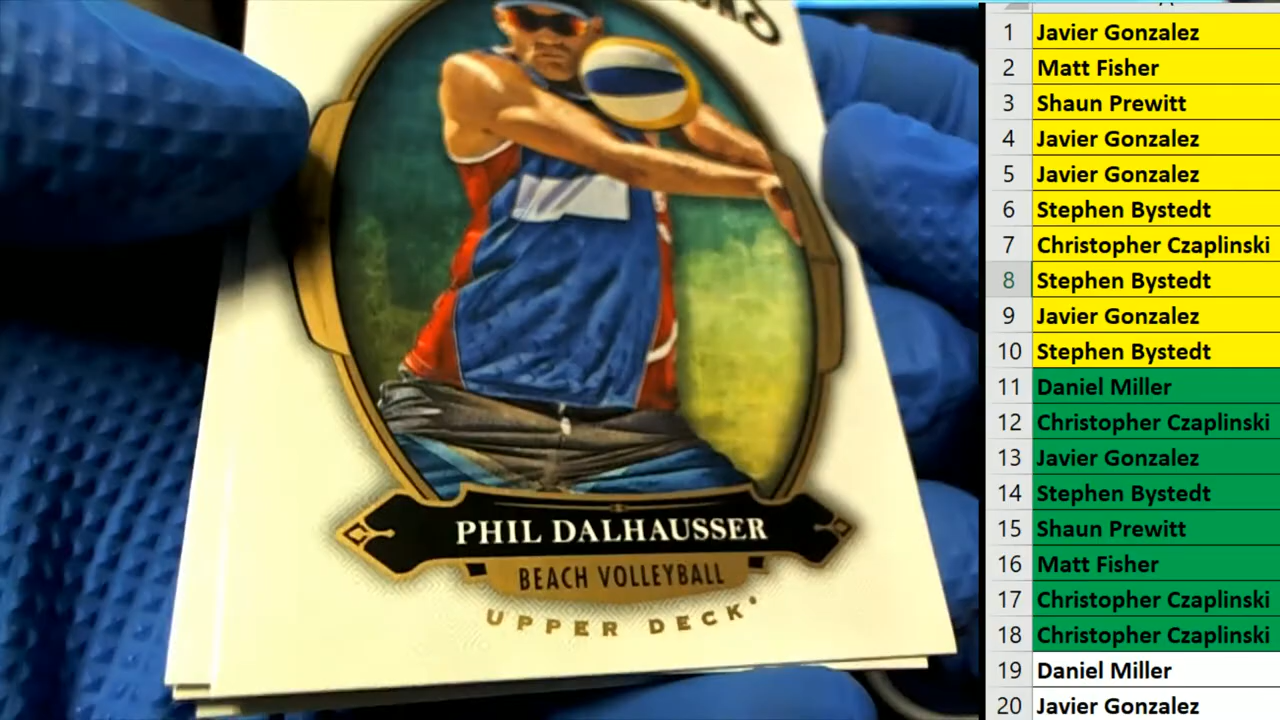 PHIL DALHAUSSER
BEACH VOLLEYBALL
UPPER DECK
1 Javier Gonzalez
2 Matt Fisher
3 Shaun Prewitt
4 Javier Gonzalez
5 Javier Gonzalez
6 Stephen Bystedt
7 Christopher Czaplinski
8 Stephen Bystedt
9 Javier Gonzalez
10 Stephen Bystedt
11 Daniel Miller
12 Christopher Czaplinski
13 Javier Gonzalez
14 Stephen Bystedt
15 Shaun Prewitt
16 Matt Fisher
17 Christopher Czaplinski
18 Christopher Czaplinski
19 Daniel Miller
20 Javier Gonzalez